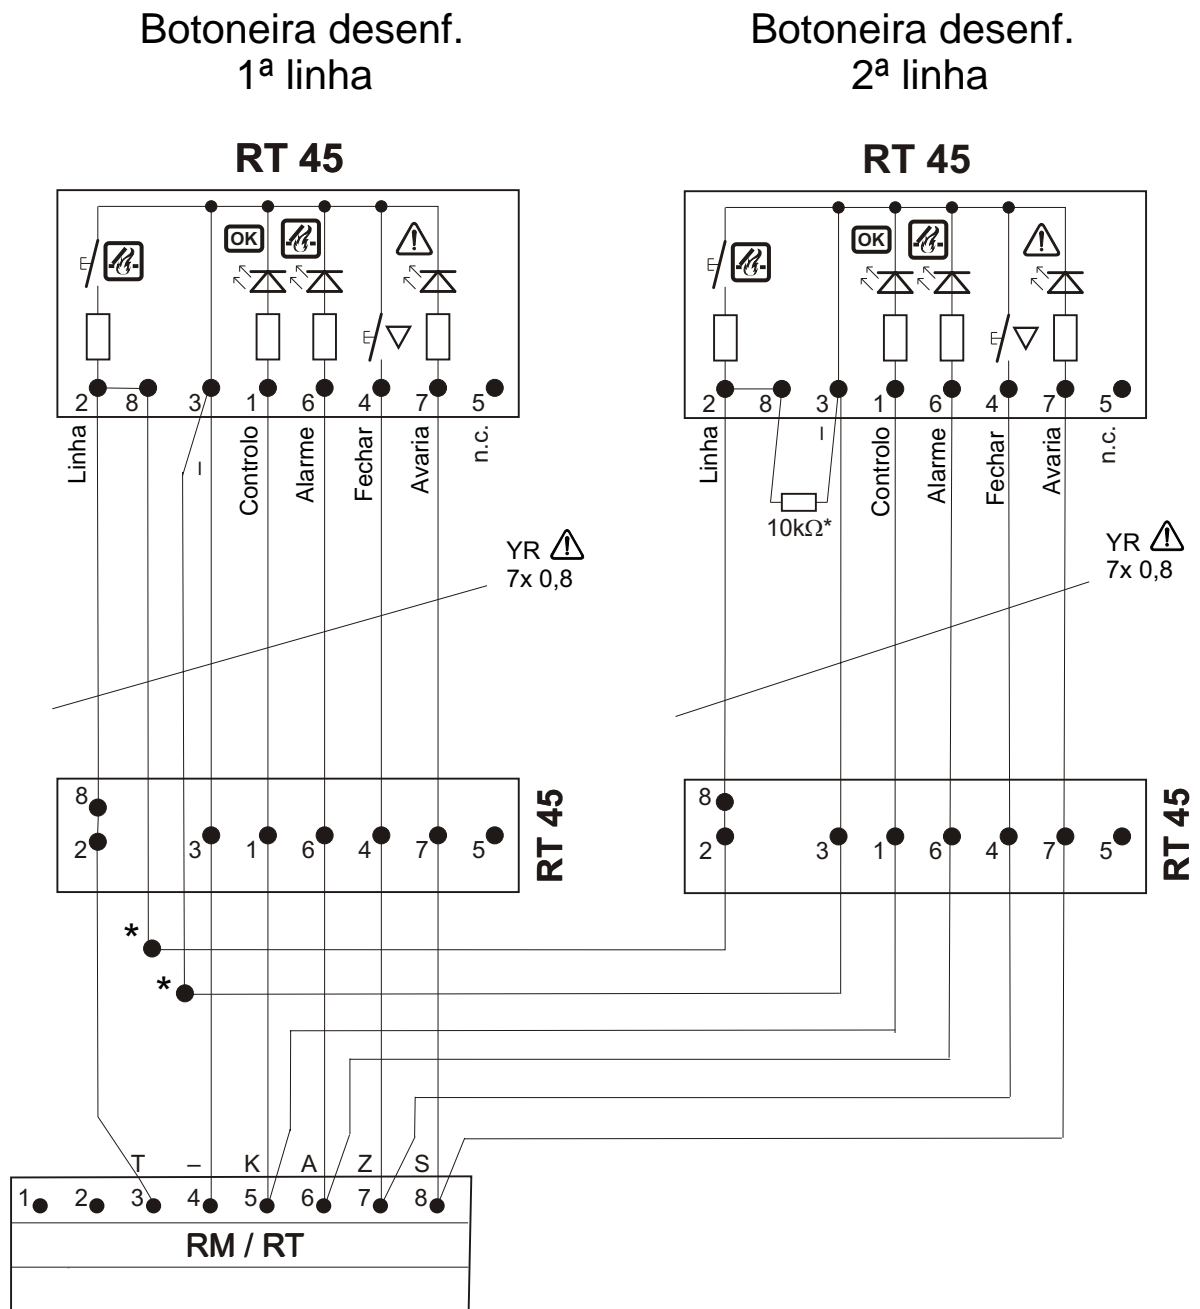 Botoneira desenf.
1ª linha
Botoneira desenf.
2ª linha
RT 45
RT 45
OK
OK
2 8 3 1 6 4 7 5
2 8 3 1 6 4 7 5
Linha
–
Controlo
Alarme
Fechar
Avaria
n.c.
Linha
–
Controlo
Alarme
Fechar
Avaria
n.c.
10kΩ*
YR
7x 0,8
YR
7x 0,8
8
2 3 1 6 4 7 5
RT 45
8
2 3 1 6 4 7 5
RT 45
*
*
T – K A Z S
1 2 3 4 5 6 7 8
RM / RT